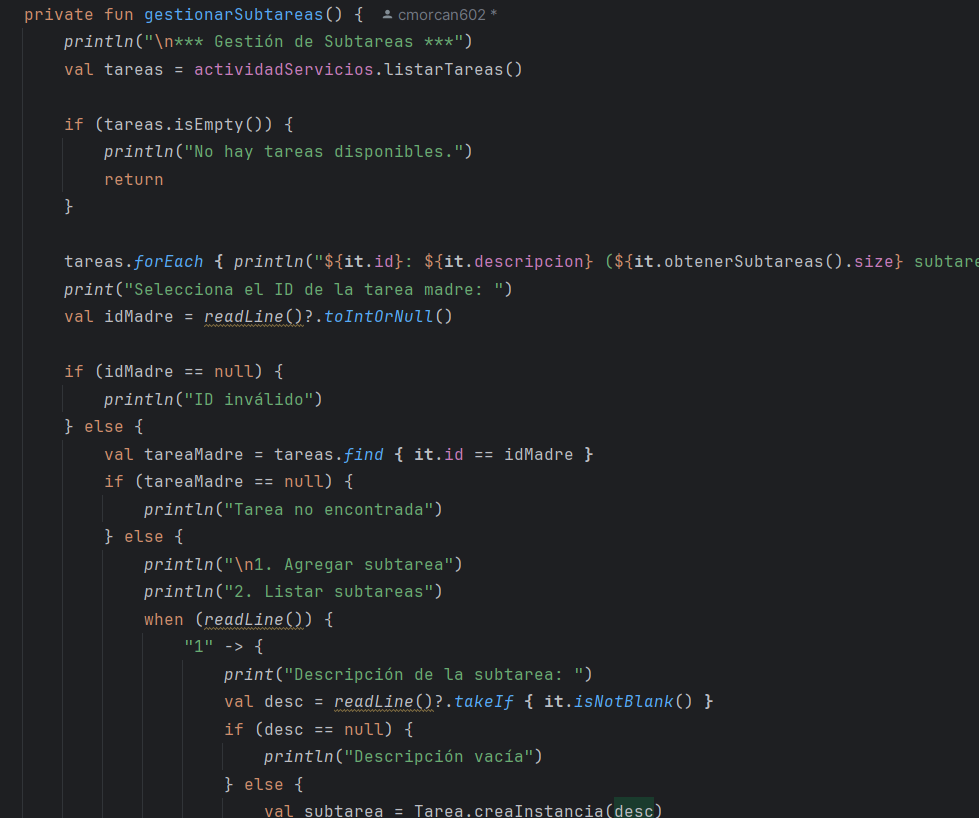 private fun gestionarSubtareas() { cmorcan602 *
println("\n*** Gestión de Subtareas ***")
val tareas = actividadServicios.listarTareas()
if (tareas.isEmpty()) {
println("No hay tareas disponibles.")
return
}
tareas.forEach { println("${it.id}: ${it.descripcion} (${it.obtenerSubtareas().size} subtare
print("Selecciona el ID de la tarea madre: ")
val idMadre = readLine()?.toIntOrNull()
if (idMadre == null) {
println("ID inválido")
} else {
val tareaMadre = tareas.find { it.id == idMadre }
if (tareaMadre == null) {
println("Tarea no encontrada")
} else {
println("\n1. Agregar subtarea")
println("2. Listar subtareas")
when (readLine()) {
"1" -> {
print("Descripción de la subtarea: ")
val desc = readLine()?.takeIf { it.isNotBlank() }
if (desc == null) {
println("Descripción vacía")
} else {
val subtarea = Tarea.creaInstancia(desc)